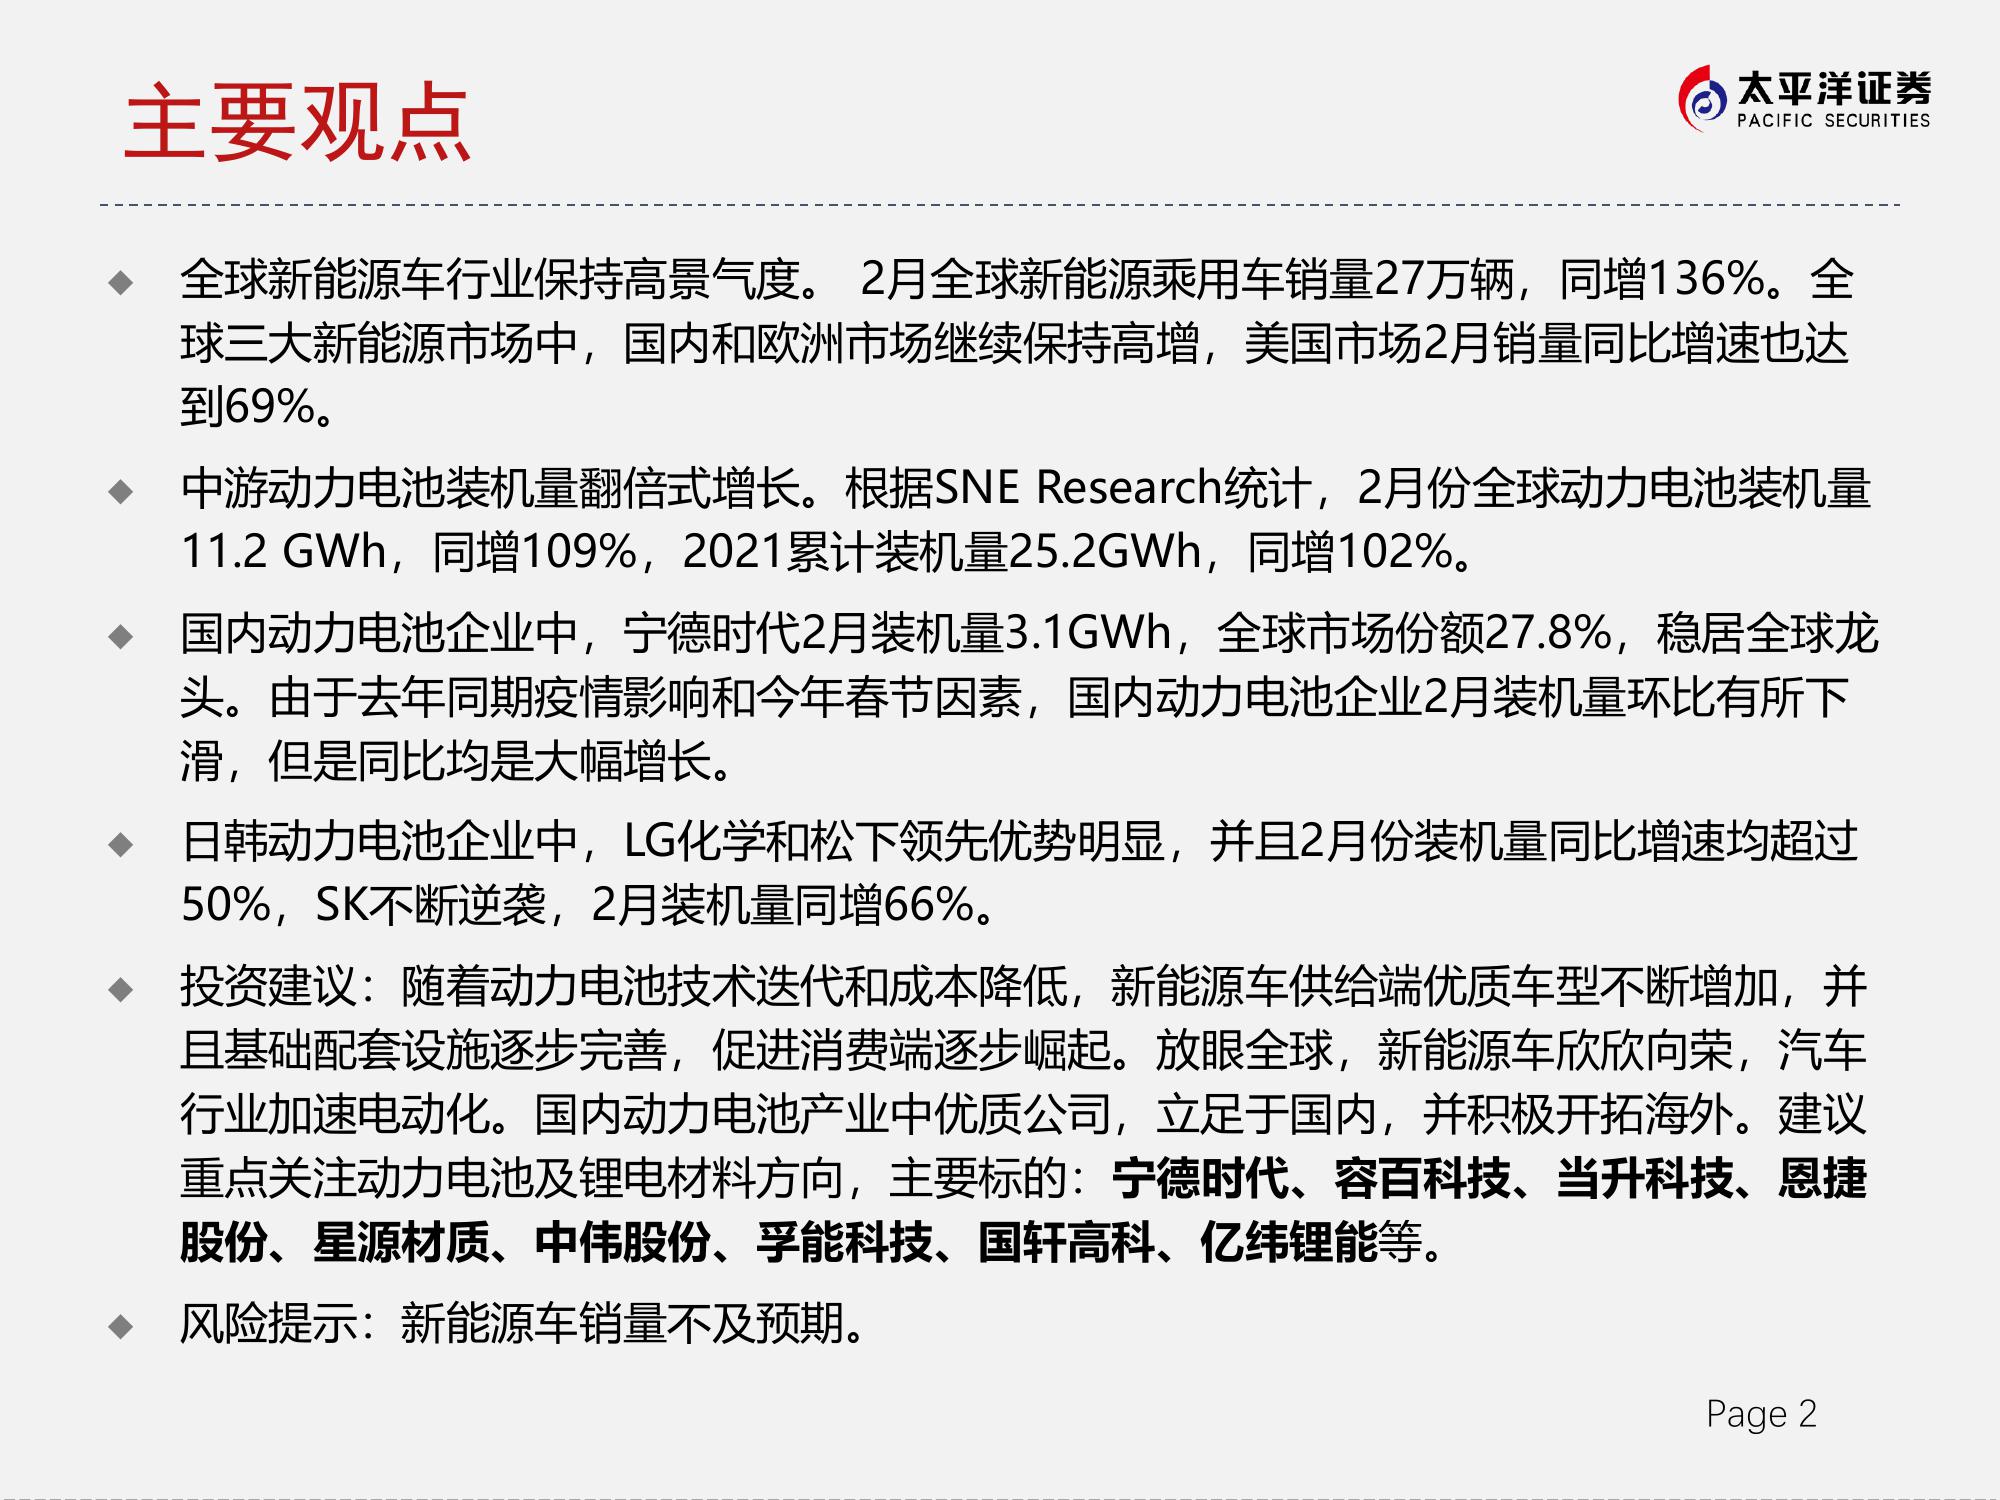 主要观点
太平洋证券
PACIFIC SECURITIES
◆ 全球新能源车行业保持高景气度。 2月全球新能源乘用车销量27万辆，同增136%。全
球三大新能源市场中，国内和欧洲市场继续保持高增，美国市场2月销量同比增速也达
到69%。
◆ 中游动力电池装机量翻倍式增长。根据SNE Research统计，2月份全球动力电池装机量
11.2 GWh，同增109%，2021累计装机量25.2GWh，同增102%。
◆ 国内动力电池企业中，宁德时代2月装机量3.1GWh，全球市场份额27.8%，稳居全球龙
头。由于去年同期疫情影响和今年春节因素，国内动力电池企业2月装机量环比有所下
滑，但是同比均是大幅增长。
◆ 日韩动力电池企业中，LG化学和松下领先优势明显，并且2月份装机量同比增速均超过
50%，SK不断逆袭，2月装机量同增66%。
◆ 投资建议：随着动力电池技术迭代和成本降低，新能源车供给端优质车型不断增加，并
且基础配套设施逐步完善，促进消费端逐步崛起。放眼全球，新能源车欣欣向荣，汽车
行业加速电动化。国内动力电池产业中优质公司，立足于国内，并积极开拓海外。建议
重点关注动力电池及锂电材料方向，主要标的：宁德时代、容百科技、当升科技、恩捷
股份、星源材质、中伟股份、孚能科技、国轩高科、亿纬锂能等。
◆ 风险提示：新能源车销量不及预期。
Page 2